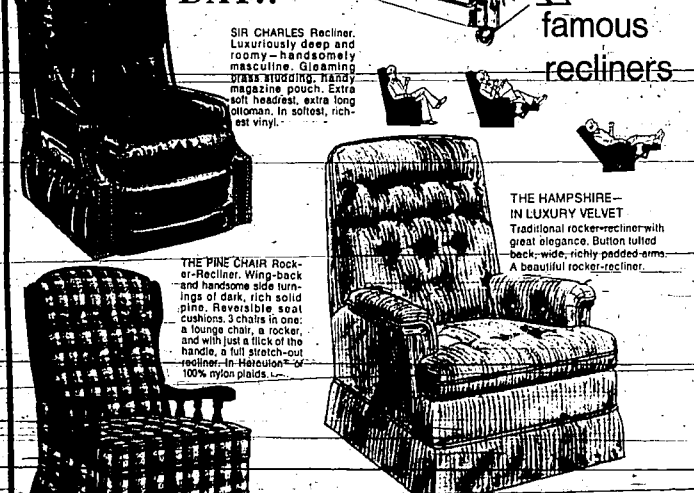 DAY..
famous
recliners
SIR CHARLES Recliner.
Luxuriously deep and
roomy—handsomely
masculine. Gleaming
brass studding, handy
magazine pouch. Extra
soft headrest, extra long
ottoman. In softest, rich-
est vinyl.
THE HAMPSHIRE—
IN LUXURY VELVET
Traditional rocker-recliner with
great elegance. Button tufted
back, wide, richly padded arms.
A beautiful rocker-recliner.
THE PINE CHAIR Rock-
er-Recliner. Wing-back
and handsome side turn-
ings of dark, rich solid
pine. Reversible seat
cushions. 3 chairs in one:
a lounge chair, a rocker,
and with just a flick of the
handle, a full stretch-out
recliner. In Herculon* or
100% nylon plaids.